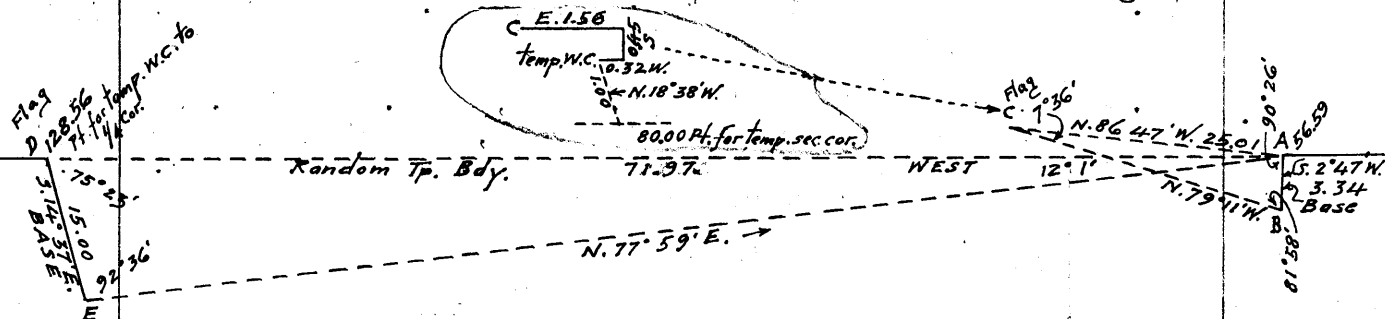 E. 1.56
C
Offs
temp. W.C.
0.32 W.
1.00
N. 18° 38' W.
80.00 Pt. for temp. sec. cor.
Flag
D
128.56
Pt. for temp. W.C. to
1/4 Cor.
75° 23'
S. 14° 37' E.
15.00
BASE
92° 36'
E
Random Tp. Bdy.
71.97
WEST
12° 1'
N. 77° 59' E.
Flag
C
7° 36'
N. 86° 47' W. 25.01
N. 79° 11' W.
90° 26'
A
56.59
S. 2° 47' W.
3.34
Base
B
81° 58'